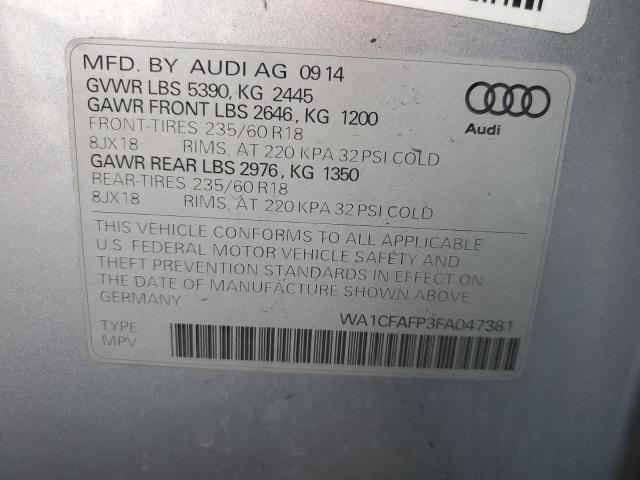 MFD. BY AUDI AG 09 14
GVWR LBS 5390, KG 2445
GAWR FRONT LBS 2646, KG 1200
FRONT-TIRES 235/60 R18
8JX18 RIMS, AT 220 KPA 32 PSI COLD
GAWR REAR LBS 2976, KG 1350
REAR-TIRES 235/60 R18
8JX18 RIMS, AT 220 KPA 32 PSI COLD
Audi
THIS VEHICLE CONFORMS TO ALL APPLICABLE
U.S. FEDERAL MOTOR VEHICLE SAFETY AND
THEFT PREVENTION STANDARDS IN EFFECT ON
THE DATE OF MANUFACTURE SHOWN ABOVE
GERMANY
WA1CFAFP3FA047381
TYPE
MPV